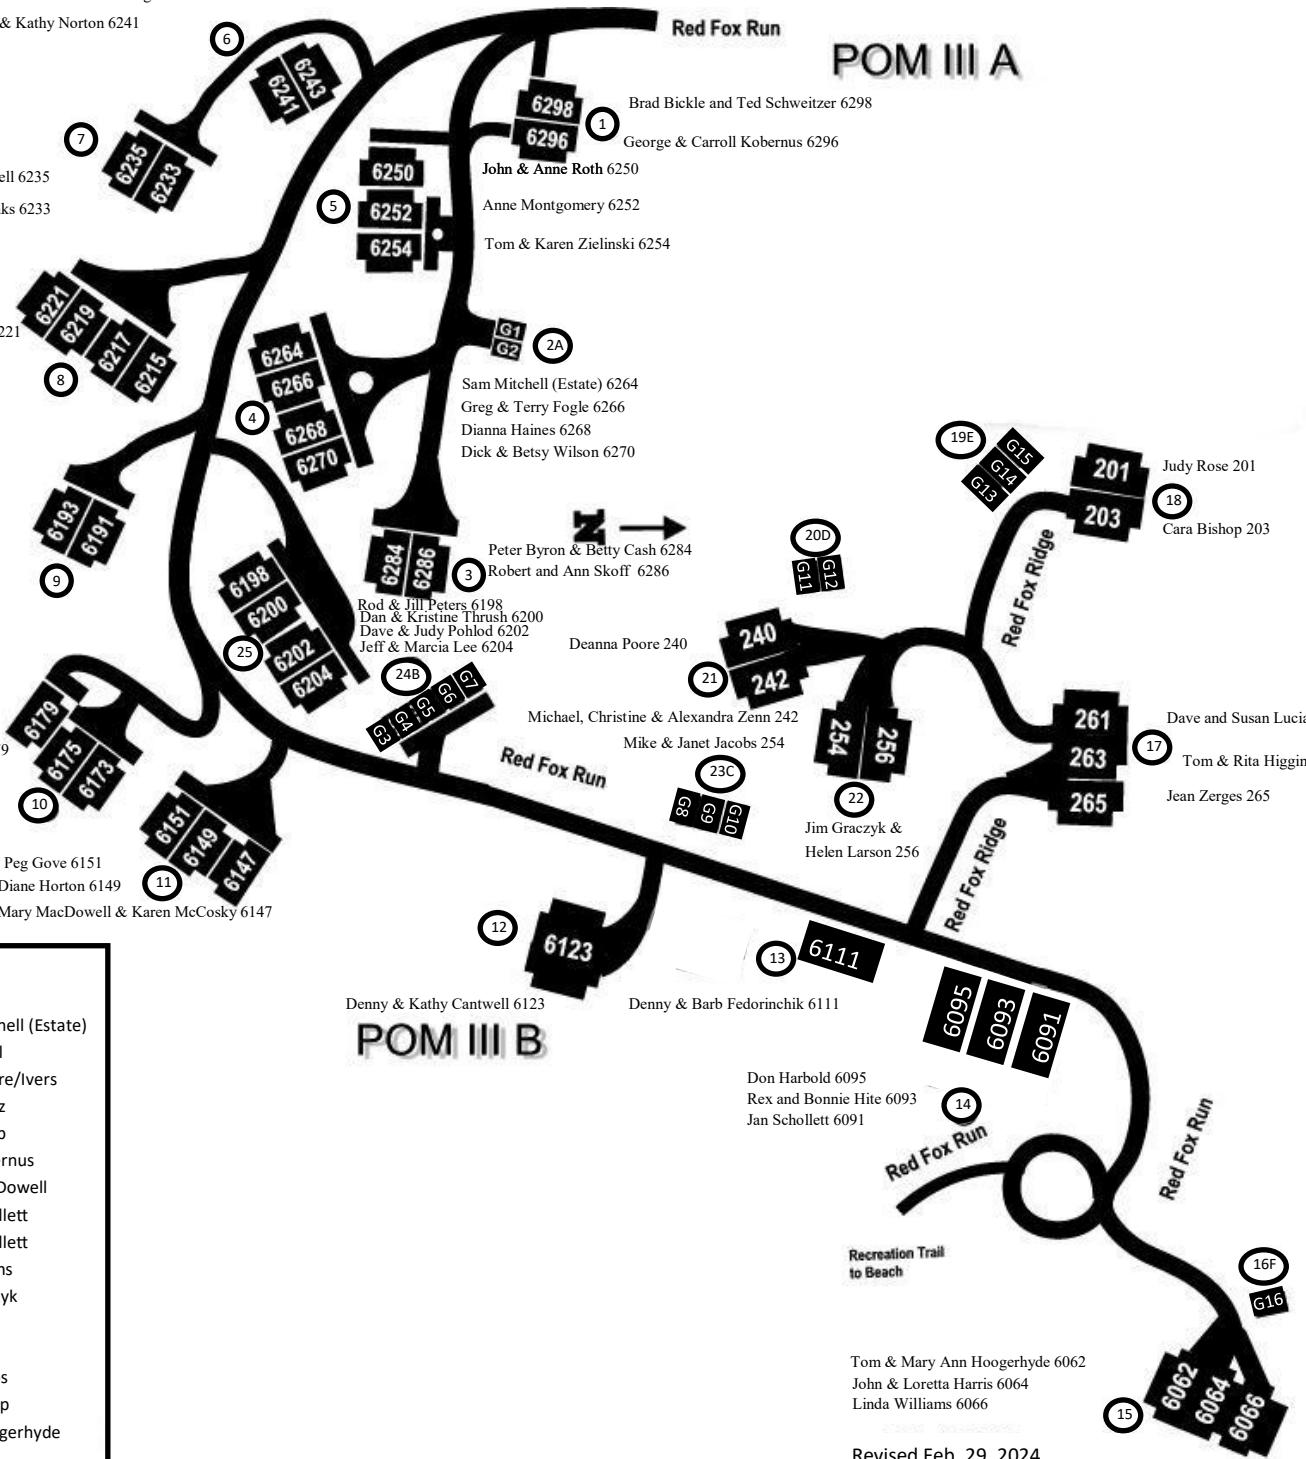 & Kathy Norton 6241
Red Fox Run
POM III A
6
6243
6241
7
6235
6233
6298
6296
1
Brad Bickle and Ted Schweitzer 6298
George & Carroll Kobernus 6296
John & Anne Roth 6250
Anne Montgomery 6252
Tom & Karen Zielinski 6254
6250
6252
6254
5
ell 6235
ks 6233
6221
6219
6217
6215
8
221
G1
G2
2A
6264
6266
6268
6270
4
Sam Mitchell (Estate) 6264
Greg & Terry Fogle 6266
Dianna Haines 6268
Dick & Betsy Wilson 6270
19E
G15
G14
G13
201
203
18
Judy Rose 201
Cara Bishop 203
6193
6191
9
N
6284
6286
3
Peter Byron & Betty Cash 6284
Robert and Ann Skoff 6286
20D
G11
G12
Red Fox Ridge
6198
6200
6202
6204
25
Rod & Jill Peters 6198
Dan & Kristine Thrush 6200
Dave & Judy Pohlod 6202
Jeff & Marcia Lee 6204
24B
G3
G4
G5
G6
G7
Deanna Poore 240
240
242
21
Michael, Christine & Alexandra Zenn 242
Mike & Janet Jacobs 254
254
256
22
Jim Graczyk &
Helen Larson 256
261
263
265
17
Dave and Susan Lucia
Tom & Rita Higgin
Jean Zerges 265
6179
6175
6173
10
79
Red Fox Run
23C
G8
G9
G10
Red Fox Ridge
6151
6149
6147
11
Peg Gove 6151
Diane Horton 6149
Mary MacDowell & Karen McCosky 6147
12
6123
Denny & Kathy Cantwell 6123
13
6111
Denny & Barb Fedorinchik 6111
POM III B
6095
6093
6091
Don Harbold 6095
Rex and Bonnie Hite 6093
Jan Schollett 6091
14
Red Fox Run
Red Fox Run
Recreation Trail
to Beach
nell (Estate)
l
re/Ivers
z
o
ernus
Dowell
llett
llett
ns
yk
s
p
gerhyde
16F
G16
Tom & Mary Ann Hoogerhyde 6062
John & Loretta Harris 6064
Linda Williams 6066
15
6062
6064
6066
Revised Feb. 29, 2024